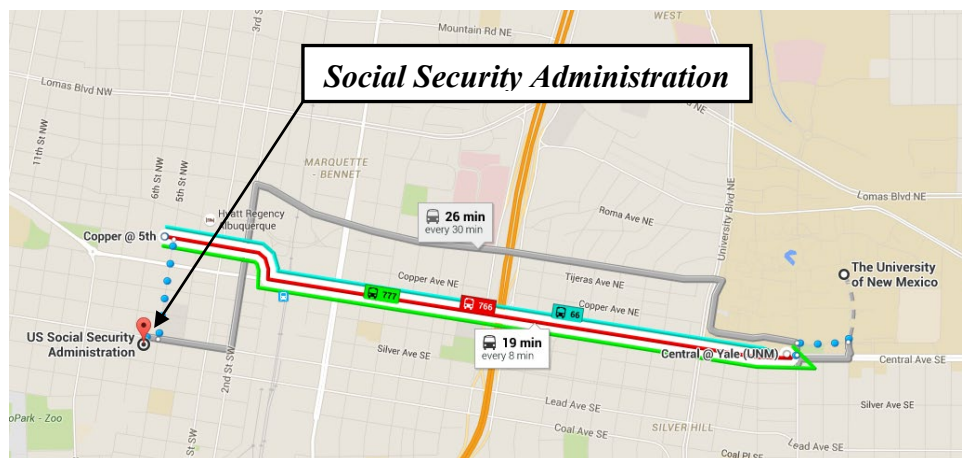 WEST
Mountain Rd NE
3rd St
Social Security Administration
Lomas Blvd NW
11th St NW
6th St NW
5th St NW
MARQUETTE
- BENNET
University Blvd NE
Lomas Blvd NE
Hyatt Regency
Albuquerque
26 min
every 30 min
Roma Ave NE
Copper @ 5th
The University
of New Mexico
Copper Ave NE
Tijeras Ave NE
777
766
66
Copper Ave NE
US Social Security
Administration
19 min
every 8 min
Silver Ave SE
Central @ Yale (UNM)
Central Ave SE
2nd St SW
Lead Ave SE
Silver Ave SE
oPark - Zoo
St SW
Coal Ave SE
SILVER HILL
Lead Ave SE
Coal Pl SE